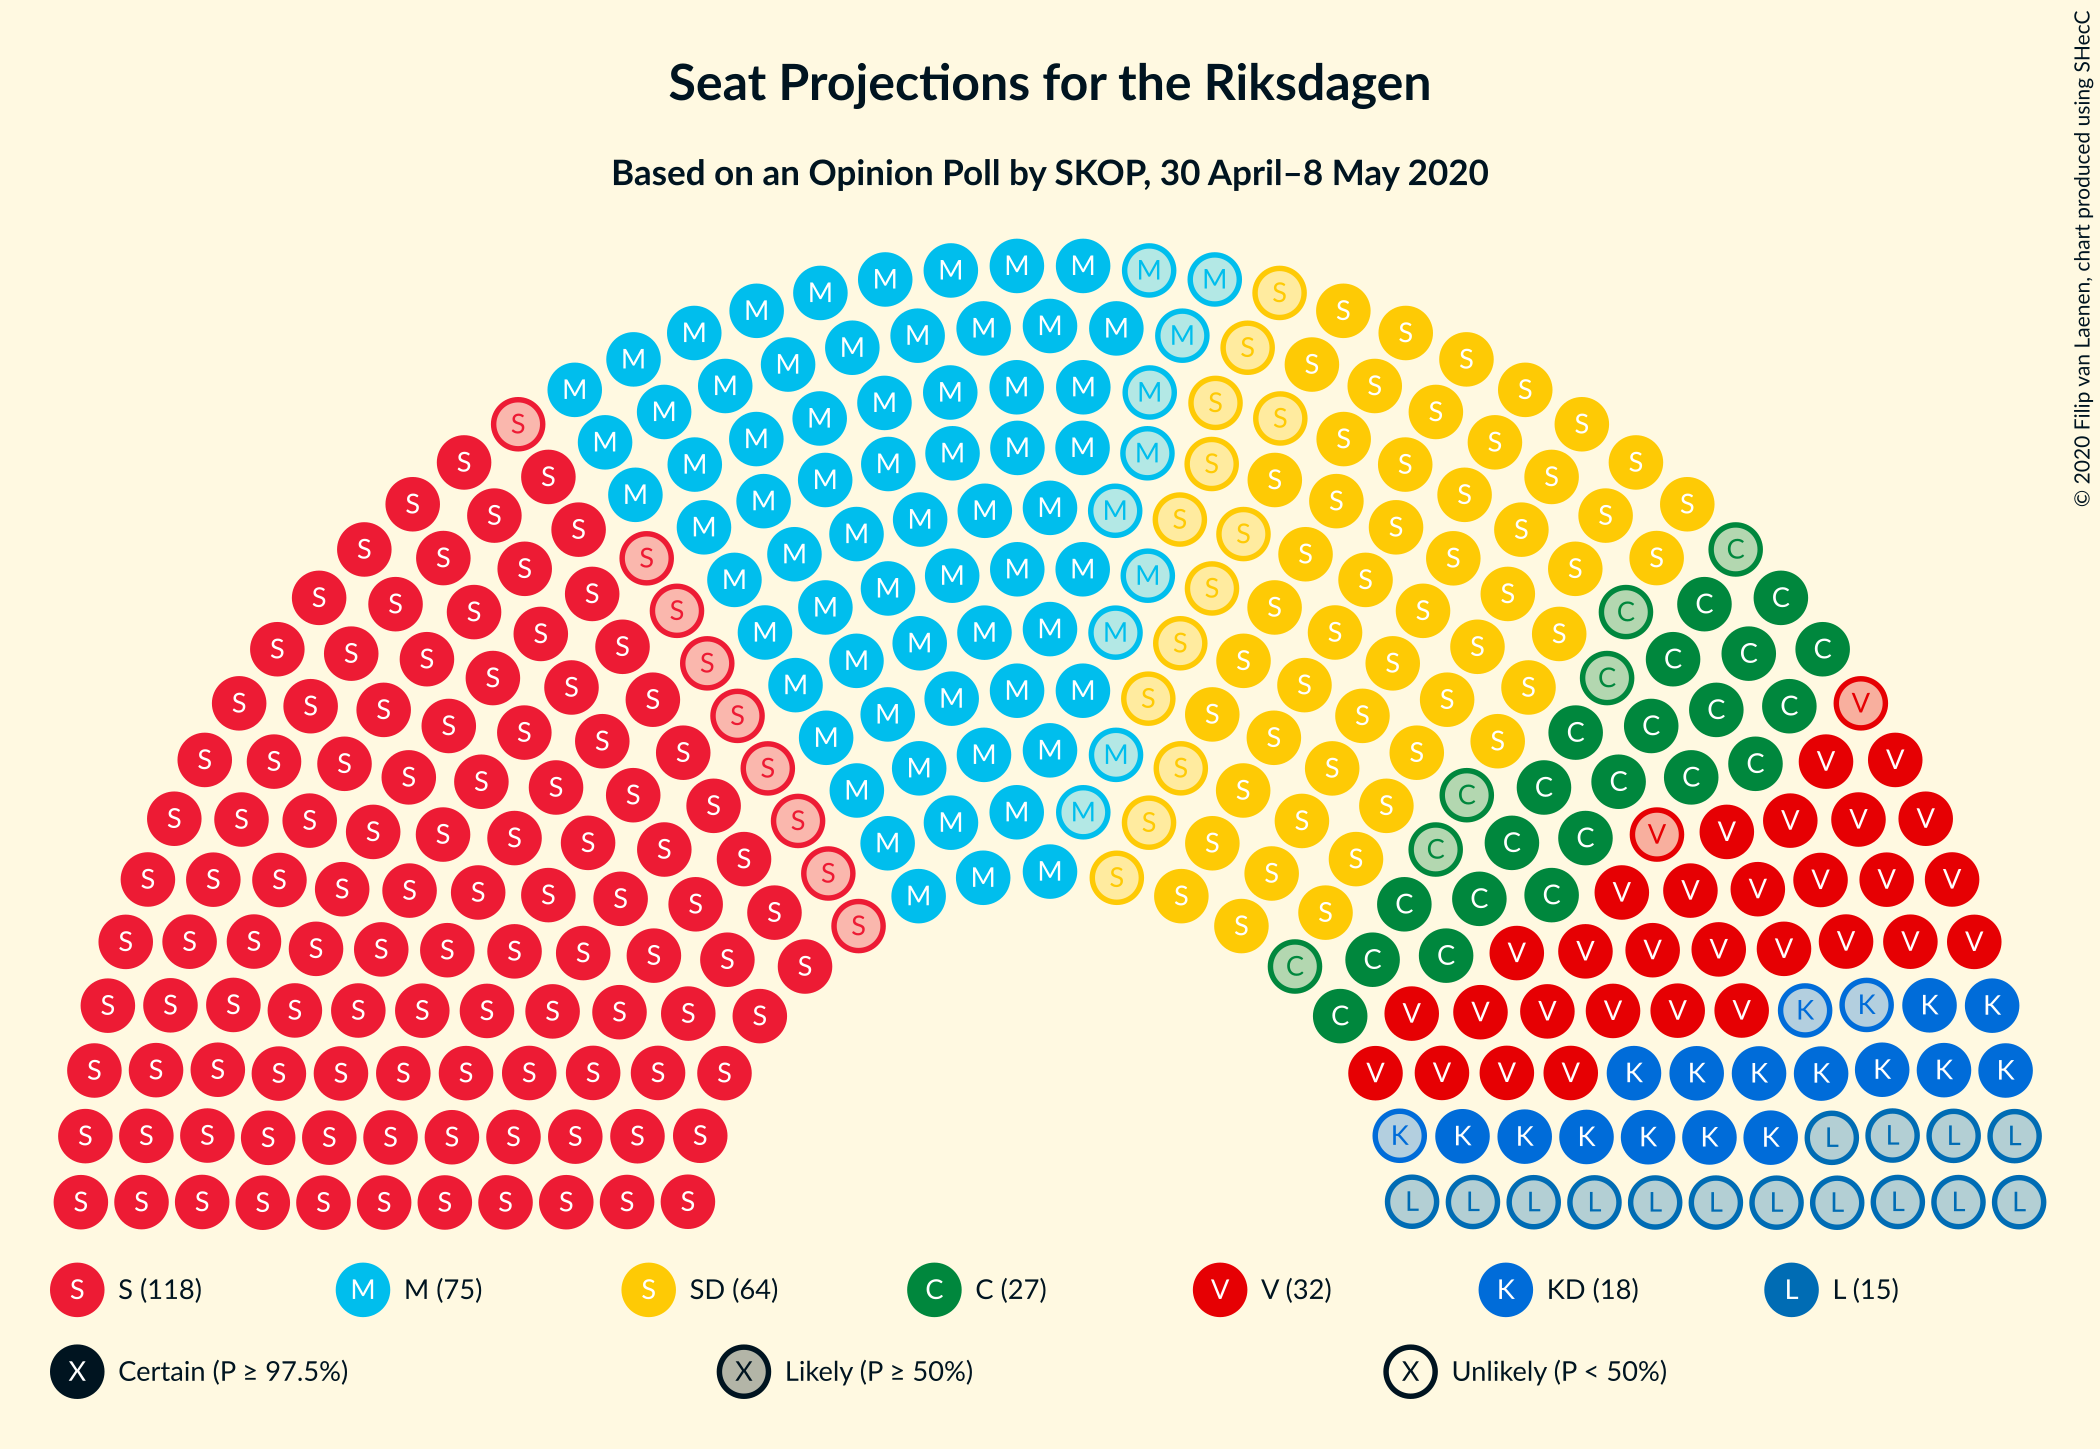 Seat Projections for the Riksdagen
Based on an Opinion Poll by SKOP, 30 April–8 May 2020
© 2020 Filip van Laenen, chart produced using SHecC
S S (118) M M (75) S SD (64) C C (27) V V (32) K KD (18) L L (15)
X Certain (P ≥ 97.5%) X Likely (P ≥ 50%) X Unlikely (P < 50%)